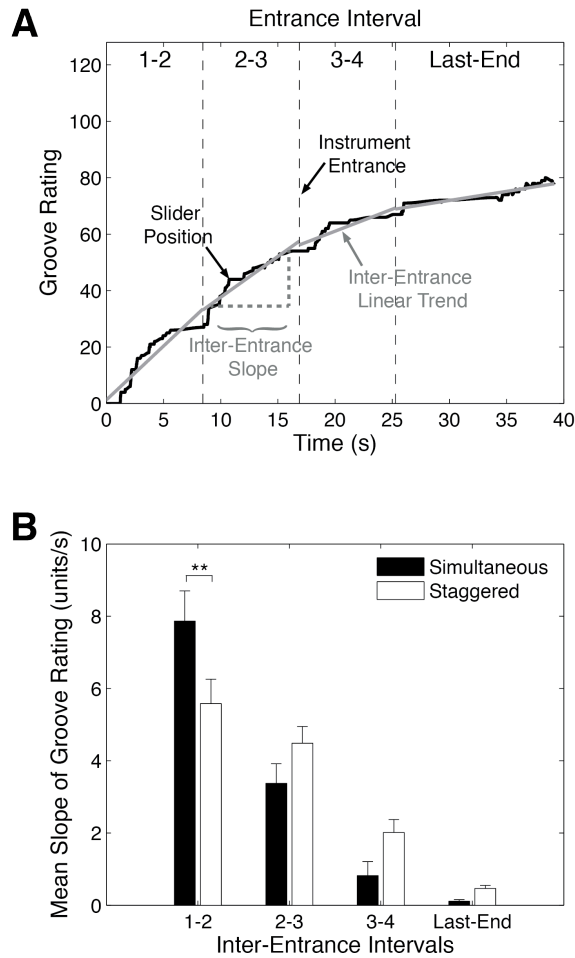 A
Entrance Interval
1-2 2-3 3-4 Last-End
120
100
80
60
40
20
0
Groove Rating
Instrument
Entrance
Slider
Position
Inter-Entrance
Linear Trend
Inter-Entrance
Slope
0 5 10 15 20 25 30 35 40
Time (s)
B
10
8
6
4
2
0
Mean Slope of Groove Rating (units/s)
**
Simultaneous
Staggered
1-2 2-3 3-4 Last-End
Inter-Entrance Intervals